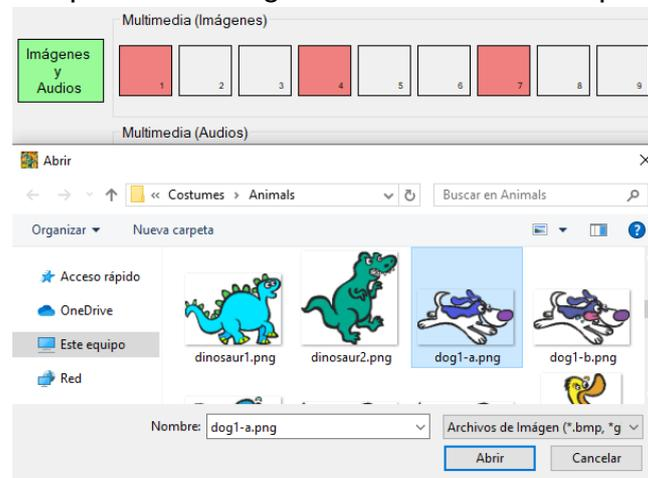 Multimedia (Imágenes)
Imágenes
y
Audios
1 2 3 4 5 6 7 8 9
Multimedia (Audios)
Abrir
« Costumes › Animals
Buscar en Animals
Organizar
Nueva carpeta
Acceso rápido
OneDrive
Este equipo
Red
dinosaur1.png
dinosaur2.png
dog1-a.png
dog1-b.png
Nombre: dog1-a.png
Archivos de Imágen (*.bmp, *g
Abrir
Cancelar